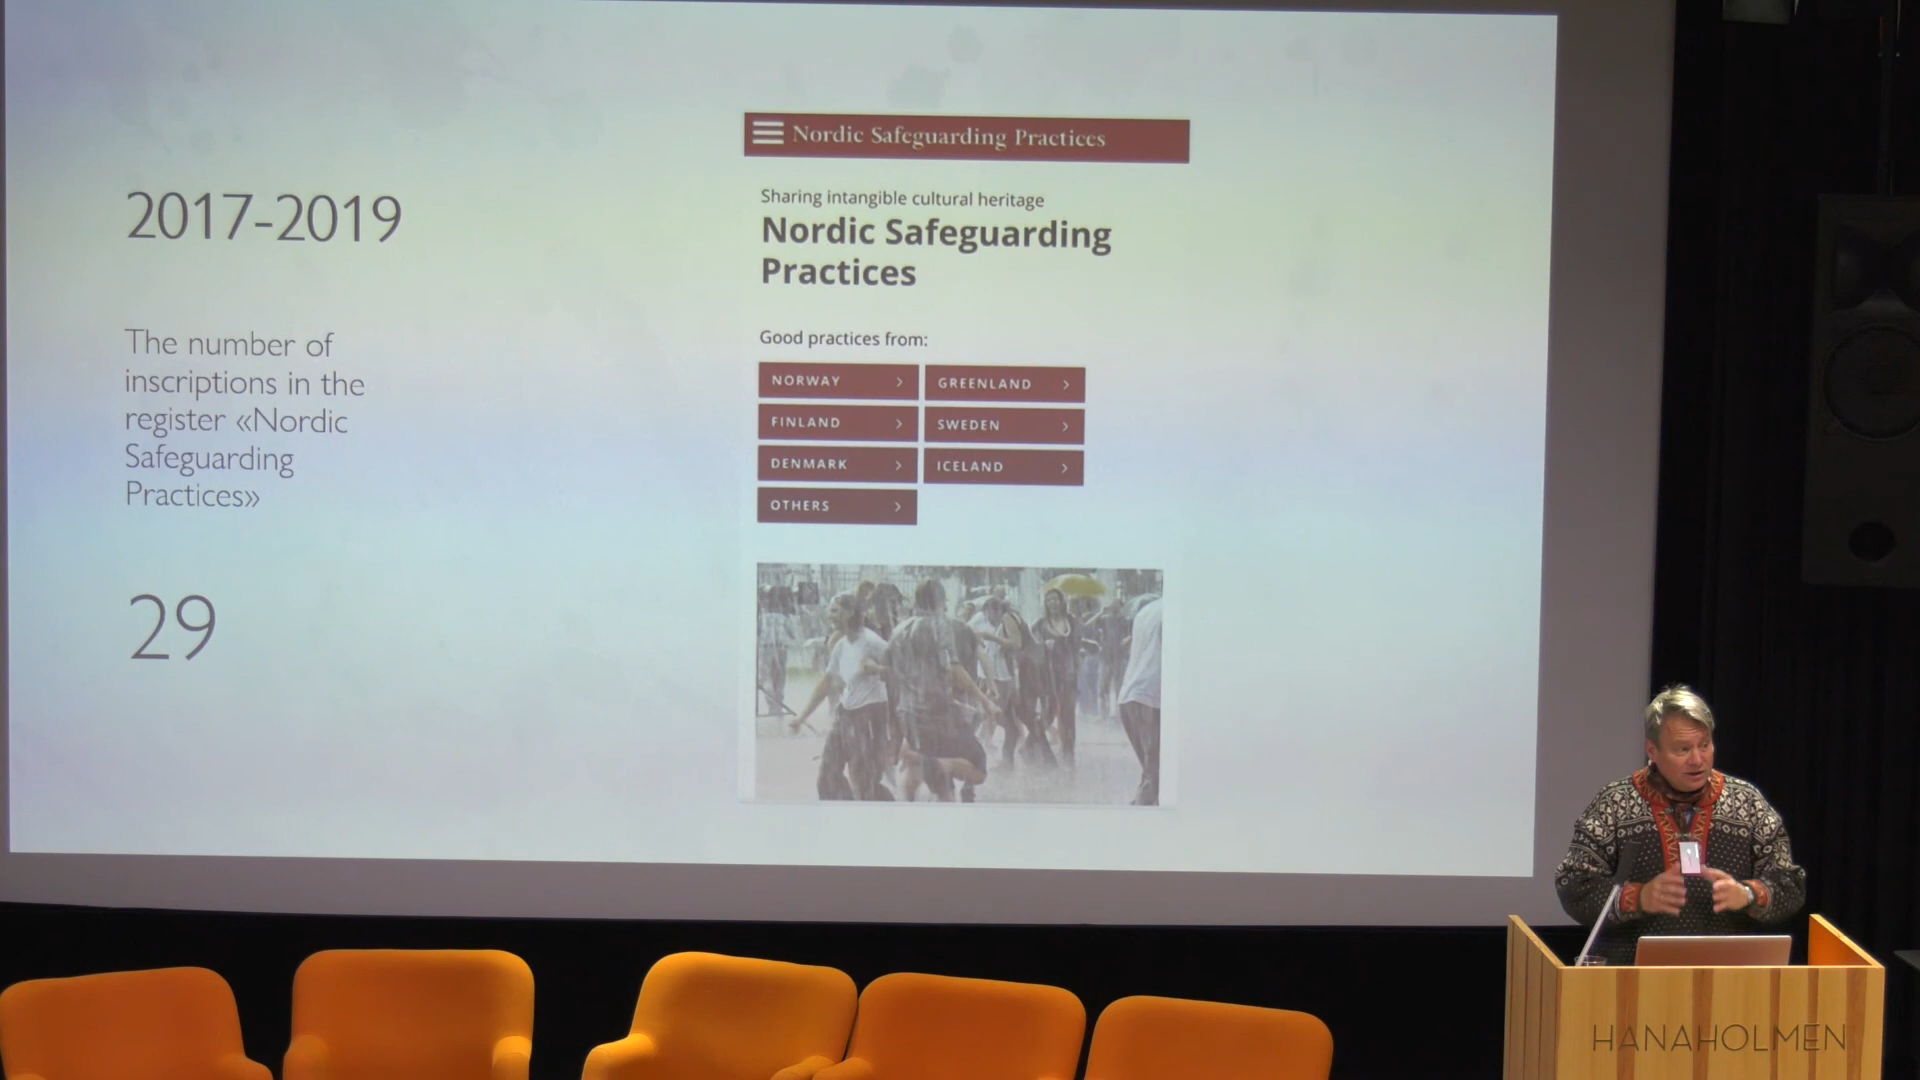 2017-2019
The number of
inscriptions in the
register «Nordic
Safeguarding
Practices»
29
Nordic Safeguarding Practices
Sharing intangible cultural heritage
Nordic Safeguarding
Practices
Good practices from:
NORWAY
GREENLAND
FINLAND
SWEDEN
DENMARK
ICELAND
OTHERS
HANAHOLMEN